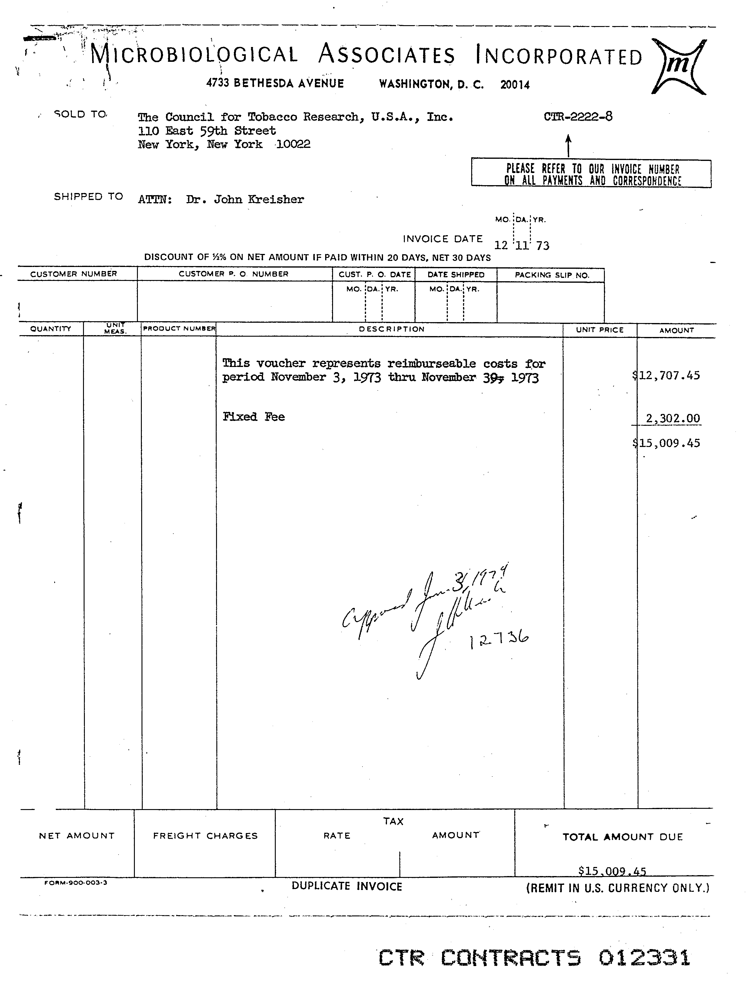 MICROBIOLOGICAL ASSOCIATES INCORPORATED
m
4733 BETHESDA AVENUE WASHINGTON, D. C. 20014
SOLD TO
The Council for Tobacco Research, U.S.A., Inc.
110 East 59th Street
New York, New York 10022
CTR-2222-8
PLEASE REFER TO OUR INVOICE NUMBER
ON ALL PAYMENTS AND CORRESPONDENCE
SHIPPED TO ATTN: Dr. John Kreisher
MO. DA. YR.
INVOICE DATE 12 11 73
DISCOUNT OF ½% ON NET AMOUNT IF PAID WITHIN 20 DAYS, NET 30 DAYS
CUSTOMER NUMBER CUSTOMER P. O. NUMBER CUST. P. O. DATE DATE SHIPPED PACKING SLIP NO.
MO. DA. YR. MO. DA. YR.
QUANTITY UNIT MEAS. PRODUCT NUMBER DESCRIPTION UNIT PRICE AMOUNT
This voucher represents reimburseable costs for
period November 3, 1973 thru November 30, 1973 $12,707.45
Fixed Fee 2,302.00
$15,009.45
Approved Jan. 3, 1974
12736
TAX
NET AMOUNT FREIGHT CHARGES RATE AMOUNT TOTAL AMOUNT DUE
$15,009.45
FORM-900-003-3 DUPLICATE INVOICE (REMIT IN U.S. CURRENCY ONLY.)
CTR CONTRACTS 012331